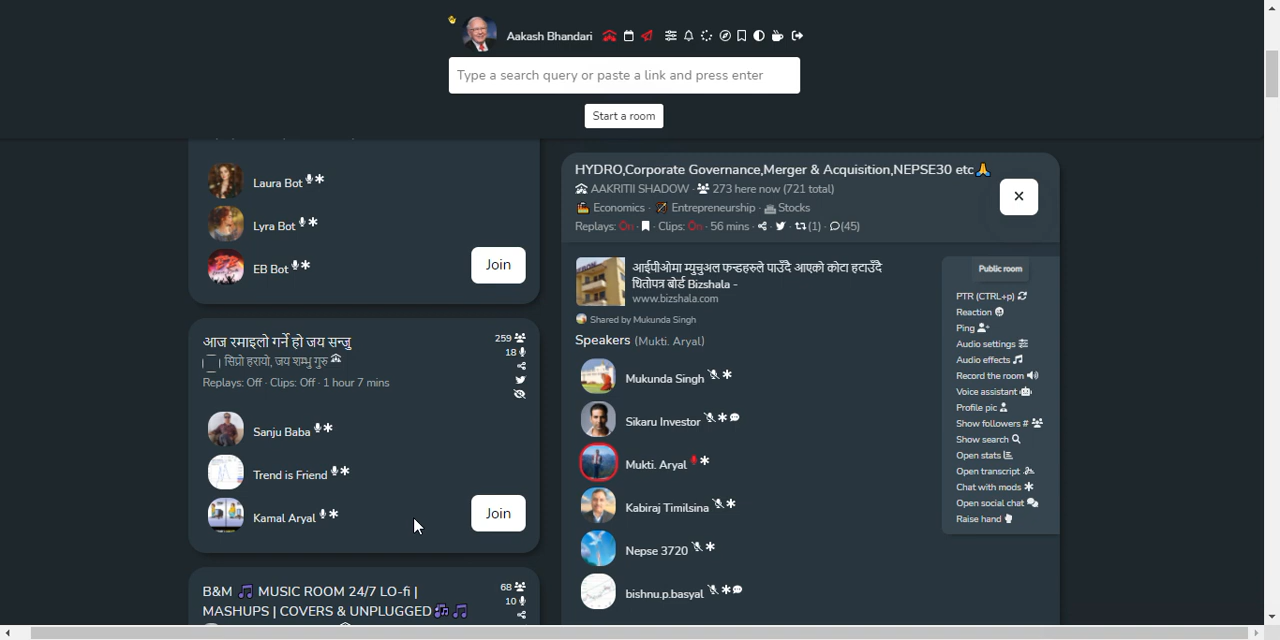 Aakash Bhandari
Type a search query or paste a link and press enter
Start a room
Laura Bot
Lyra Bot
EB Bot
Join
आज रमाइलो गर्ने हो जय सन्जु
सिप्रो हरायो, जय शम्भु गुरु
Replays: Off · Clips: Off · 1 hour 7 mins
259
18
Sanju Baba
Trend is Friend
Kamal Aryal
Join
B&M 🎵 MUSIC ROOM 24/7 LO-fi |
MASHUPS | COVERS & UNPLUGGED 🎶 🎵
68
10
HYDRO,Corporate Governance,Merger & Acquisition,NEPSE30 etc🙏
AAKRITII SHADOW · 273 here now (721 total)
Economics · Entrepreneurship · Stocks
Replays: On · Clips: On · 56 mins · (1) · (45)
आईपीओमा म्युचुअल फन्डहरुले पाउँदै आएको कोटा हटाउँदै
धितोपत्र बोर्ड Bizshala -
www.bizshala.com
Shared by Mukunda Singh
Speakers (Mukti. Aryal)
Mukunda Singh
Sikaru Investor
Mukti. Aryal
Kabiraj Timilsina
Nepse 3720
bishnu.p.basyal
Public room
PTR (CTRL+p)
Reaction
Ping
Audio settings
Audio effects
Record the room
Voice assistant
Profile pic
Show followers #
Show search
Open stats
Open transcript
Chat with mods
Open social chat
Raise hand